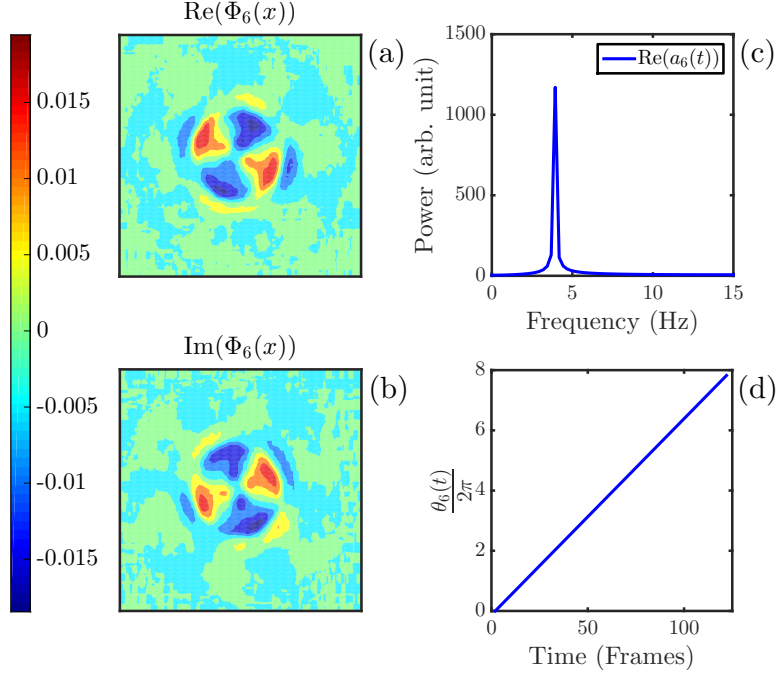 Re(Φ₆(x))
(a)
0.015
0.01
0.005
0
-0.005
-0.01
-0.015
Im(Φ₆(x))
(b)
1500
1000
500
0
Power (arb. unit)
Re(a₆(t))
(c)
0 5 10 15
Frequency (Hz)
8
6
4
2
0
θ₆(t)
2π
(d)
0 50 100
Time (Frames)